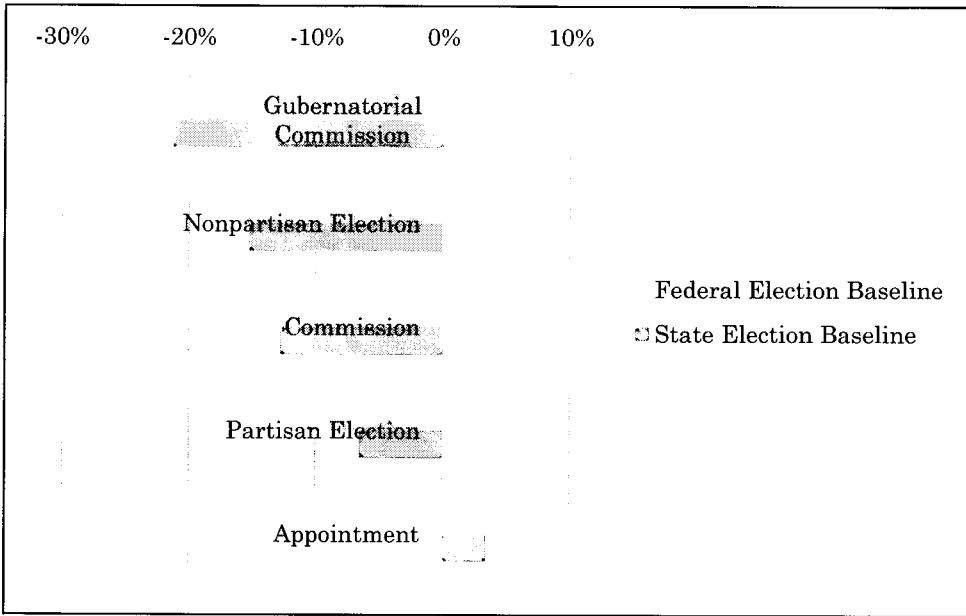 -30% -20% -10% 0% 10%
Gubernatorial
Commission
Nonpartisan Election
Federal Election Baseline
Commission
State Election Baseline
Partisan Election
Appointment